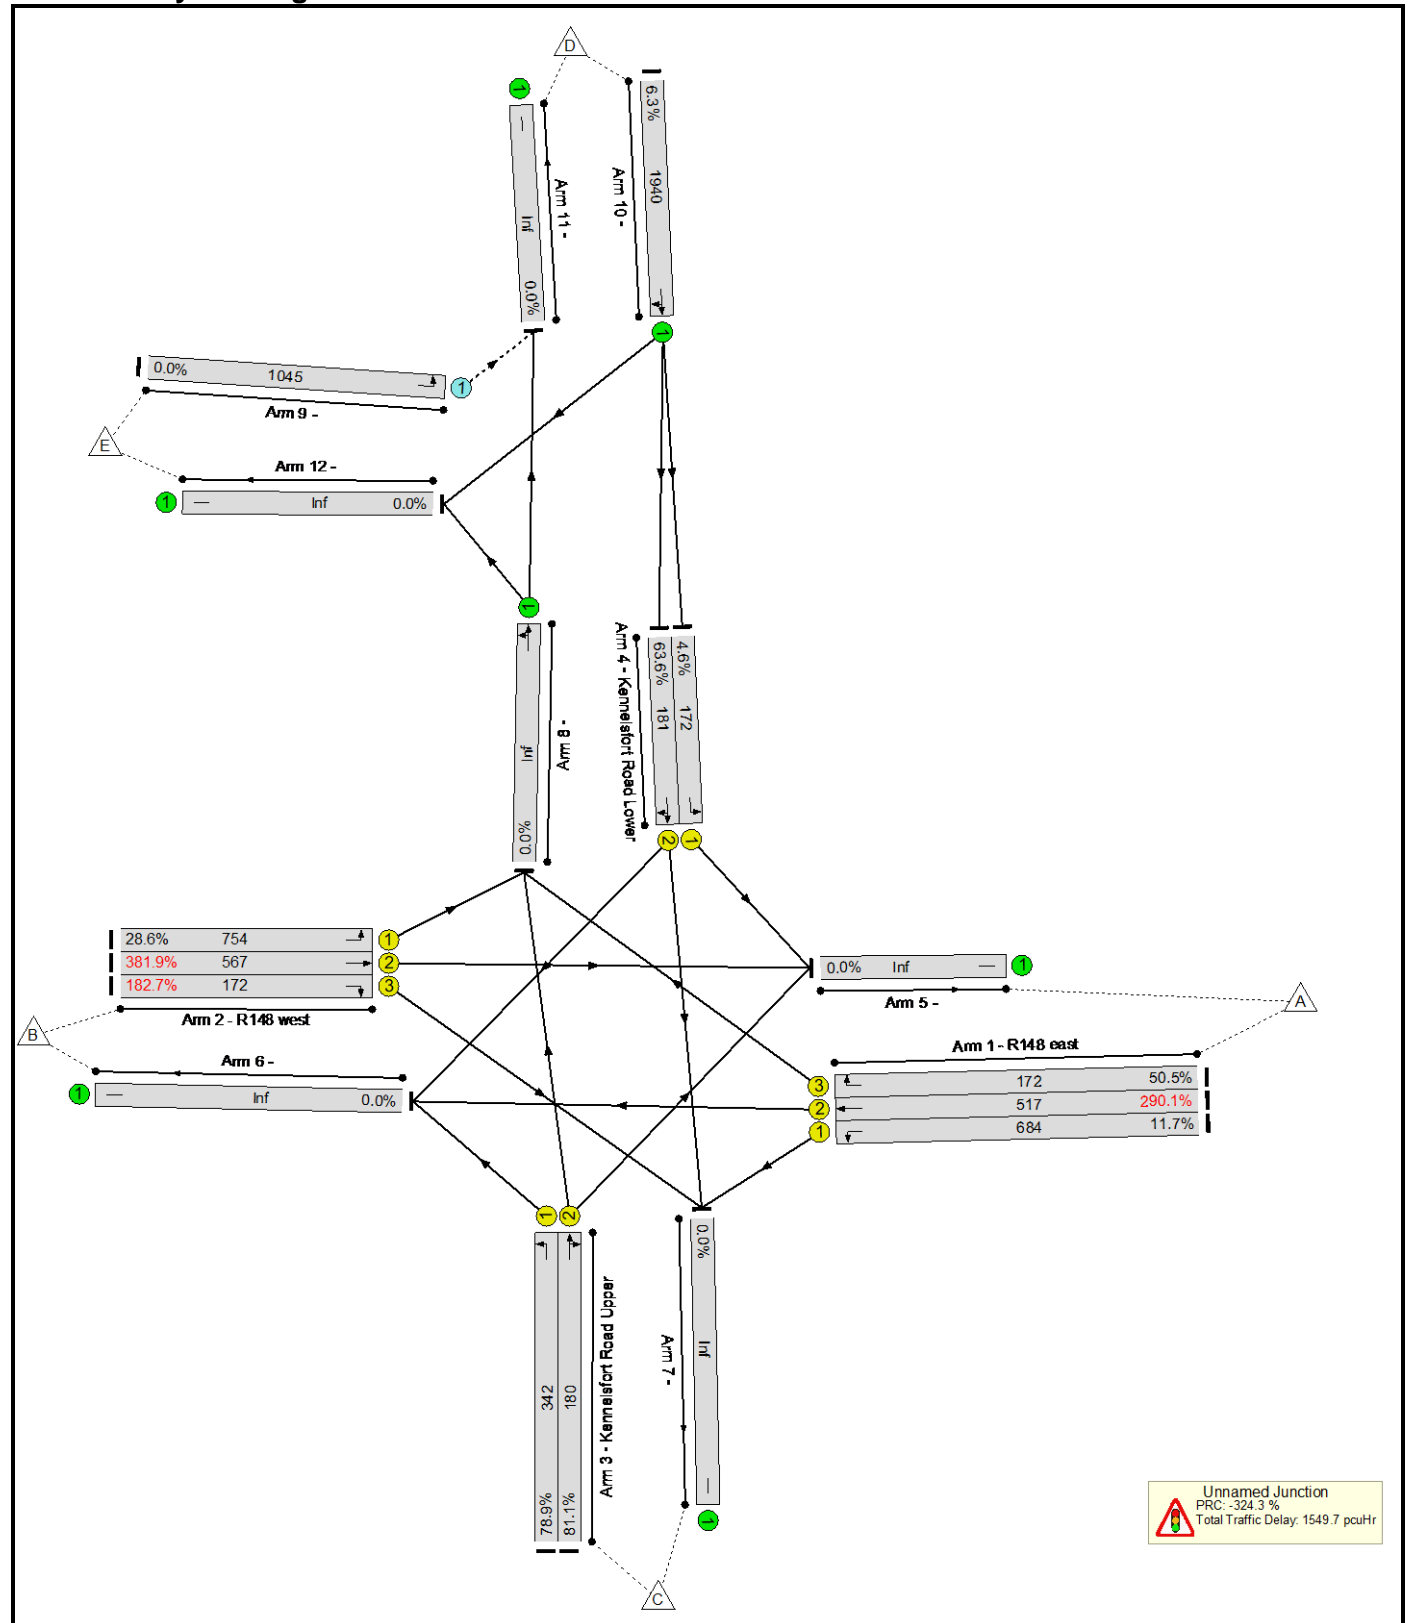 D
1
6.3%
1940
Arm 11 -
Inf
0.0%
Arm 10 -
1
0.0%
1045
1
Arm 9 -
E
Arm 12 -
1
Inf
0.0%
1
Arm 8 -
Inf
0.0%
Arm 4 - Kennelsfort Road Lower
63.6%
181
4.6%
172
2
1
28.6%
754
1
381.9%
567
2
182.7%
172
3
Arm 2 - R148 west
B
0.0%
Inf
1
Arm 5 -
A
Arm 6 -
1
Inf
0.0%
Arm 1 - R148 east
3
172
50.5%
2
517
290.1%
1
684
11.7%
1
2
342
180
78.9%
81.1%
Arm 3 - Kennelsfort Road Upper
0.0%
Inf
Arm 7 -
1
C
Unnamed Junction
PRC: -324.3 %
Total Traffic Delay: 1549.7 pcuHr